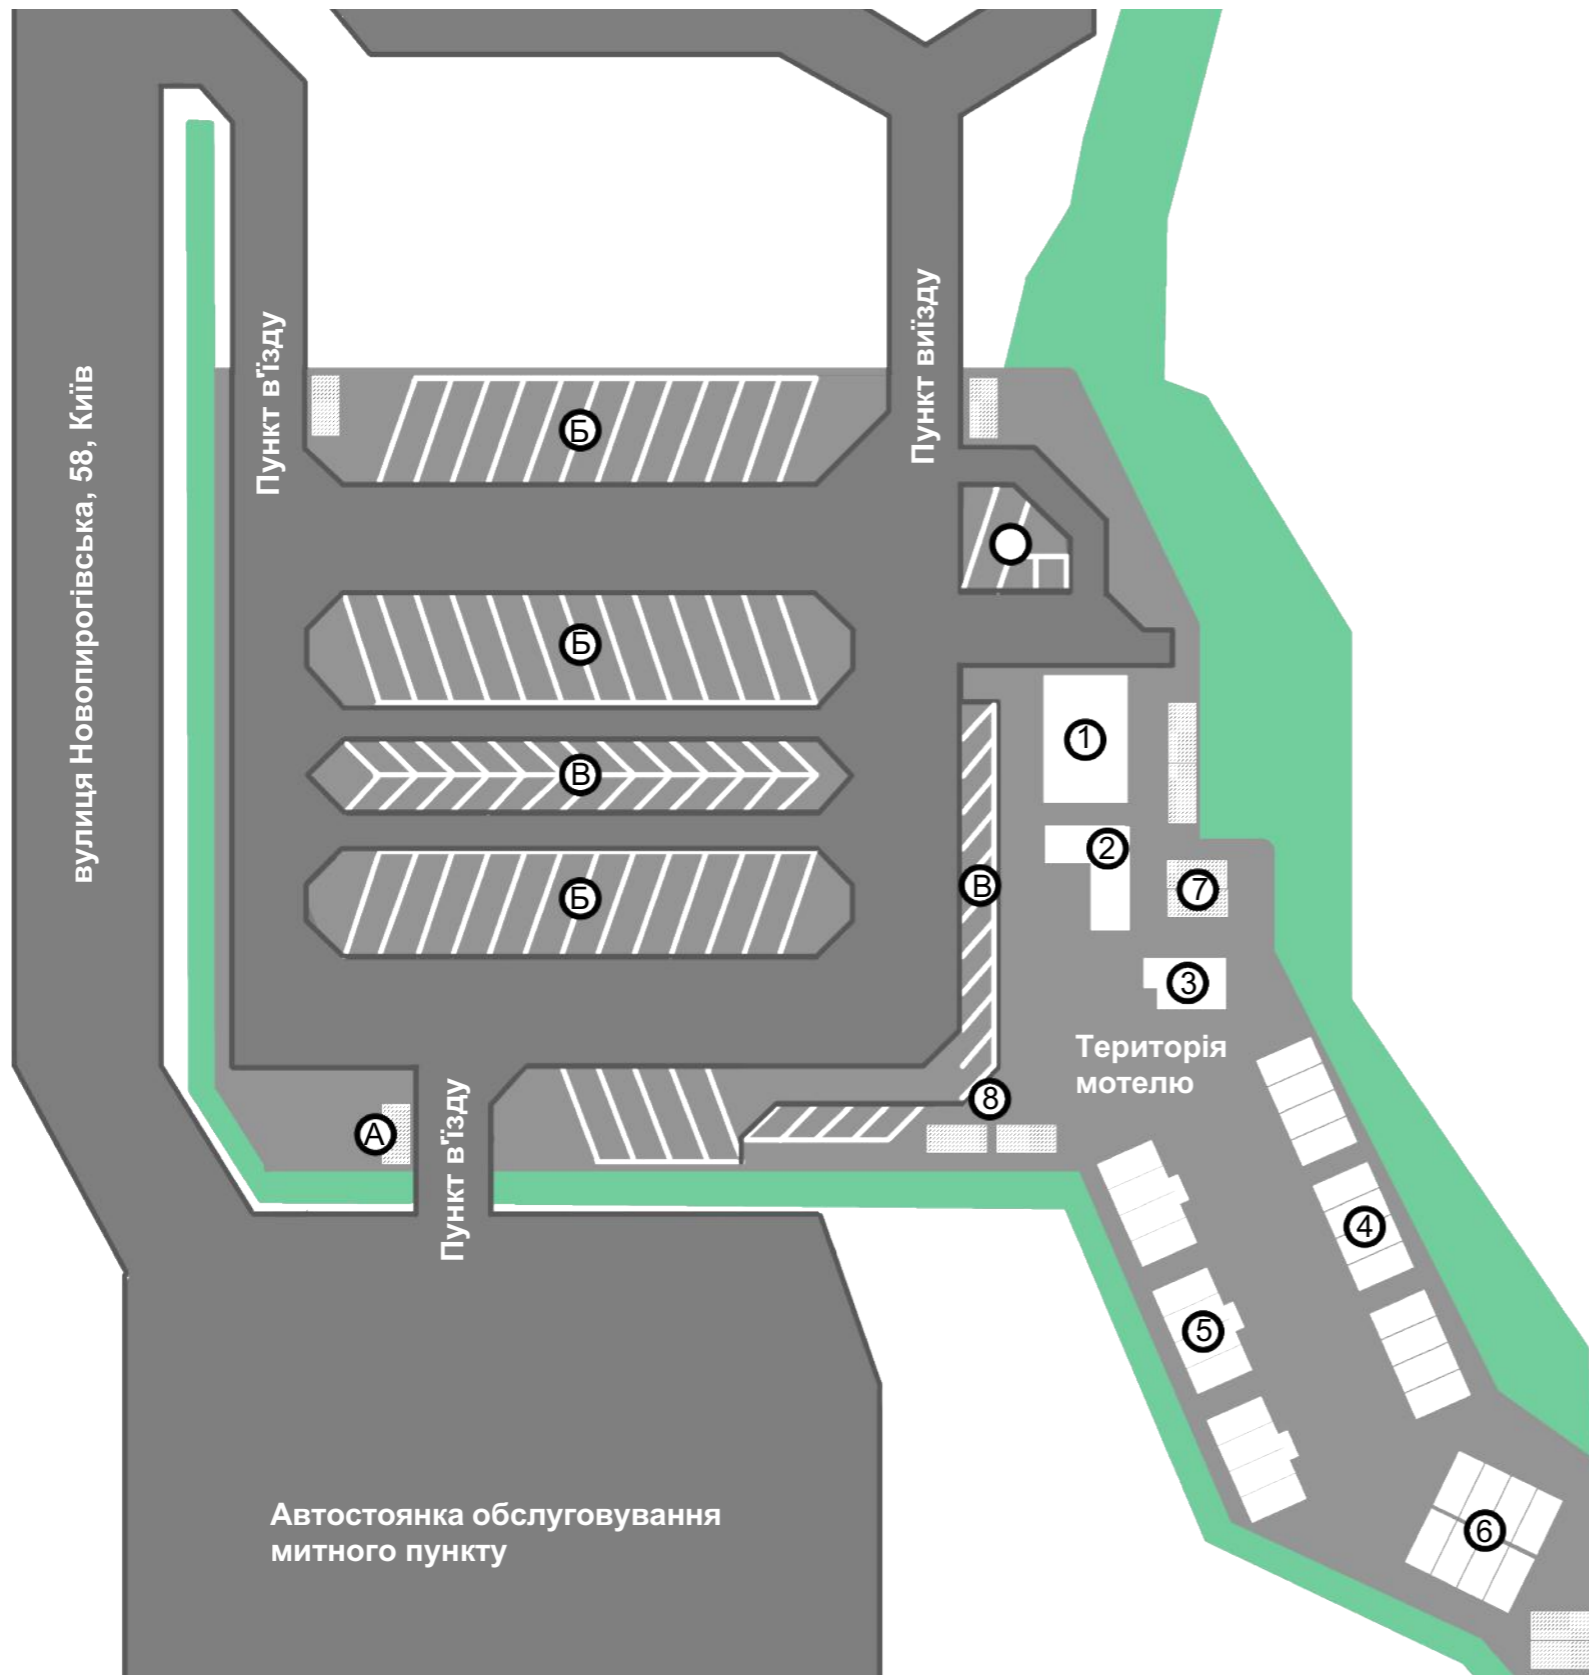 вулиця Новопирогівська, 58, Київ
Пункт в'їзду
Пункт виїзду
Б
Б
В
Б
В
1
2
7
3
Територія
мотелю
8
А
Пункт в'їзду
4
5
6
Автостоянка обслуговування
митного пункту